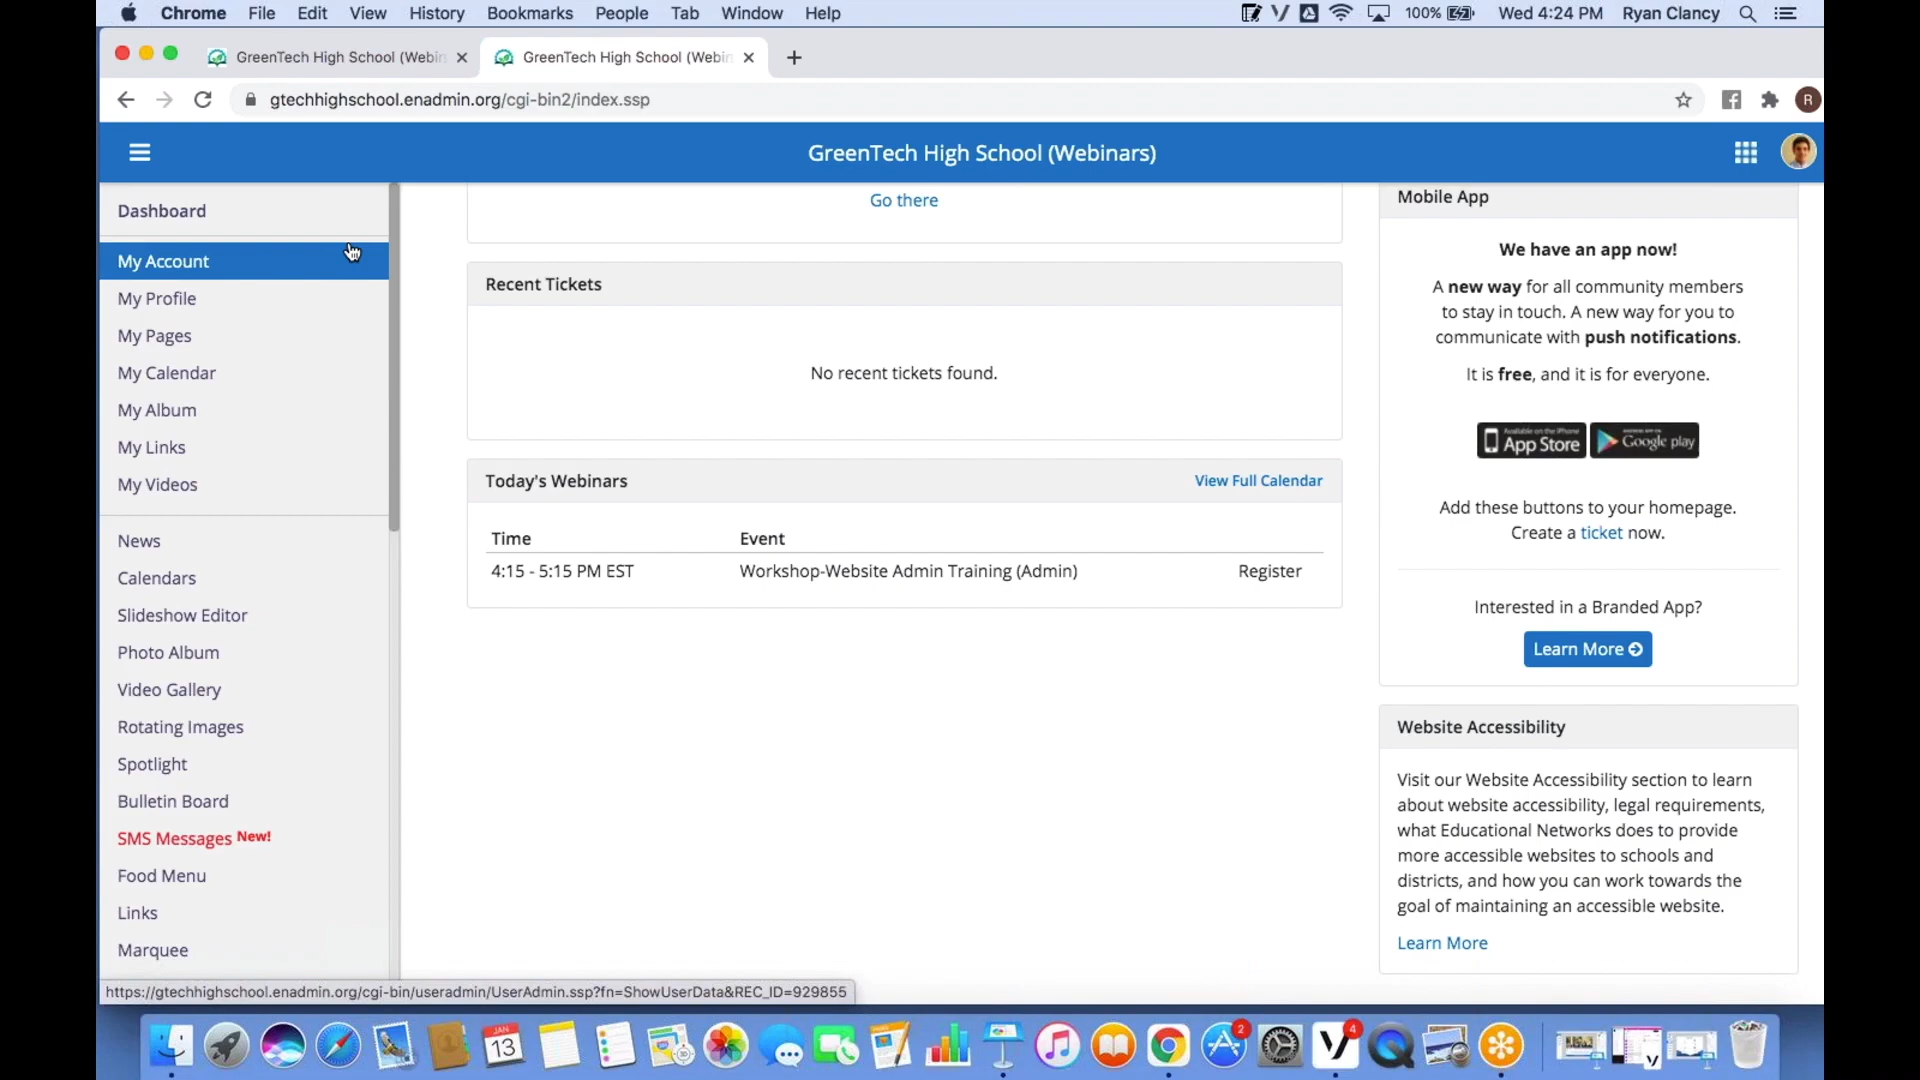 Chrome File Edit View History Bookmarks People Tab Window Help 100% Wed 4:24 PM Ryan Clancy
GreenTech High School (Webin GreenTech High School (Webin
gtechhighschool.enadmin.org/cgi-bin2/index.ssp R
GreenTech High School (Webinars)
Dashboard
My Account
My Profile
My Pages
My Calendar
My Album
My Links
My Videos
News
Calendars
Slideshow Editor
Photo Album
Video Gallery
Rotating Images
Spotlight
Bulletin Board
SMS Messages New!
Food Menu
Links
Marquee
Go there
Recent Tickets
No recent tickets found.
Today's Webinars View Full Calendar
Time Event
4:15 - 5:15 PM EST Workshop-Website Admin Training (Admin) Register
Mobile App
We have an app now!
A new way for all community members
to stay in touch. A new way for you to
communicate with push notifications.
It is free, and it is for everyone.
Available on the iPhone
App Store
Google play
Add these buttons to your homepage.
Create a ticket now.
Interested in a Branded App?
Learn More
Website Accessibility
Visit our Website Accessibility section to learn
about website accessibility, legal requirements,
what Educational Networks does to provide
more accessible websites to schools and
districts, and how you can work towards the
goal of maintaining an accessible website.
Learn More
https://gtechhighschool.enadmin.org/cgi-bin/useradmin/UserAdmin.ssp?fn=ShowUserData&REC_ID=929855
JAN
13
2
4